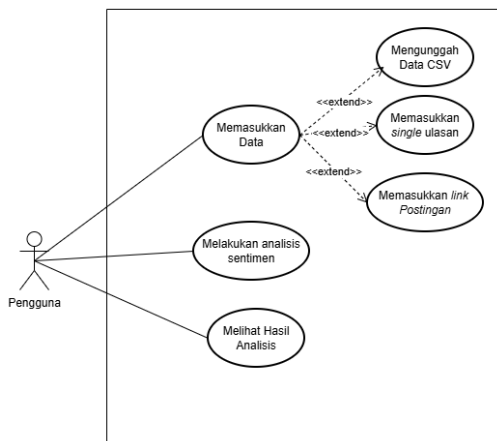 Mengunggah
Data CSV
<<extend>>
Memasukkan
Data
<<extend>>
Memasukkan
single ulasan
<<extend>>
Memasukkan link
Postingan
Melakukan analisis
sentimen
Pengguna
Melihat Hasil
Analisis